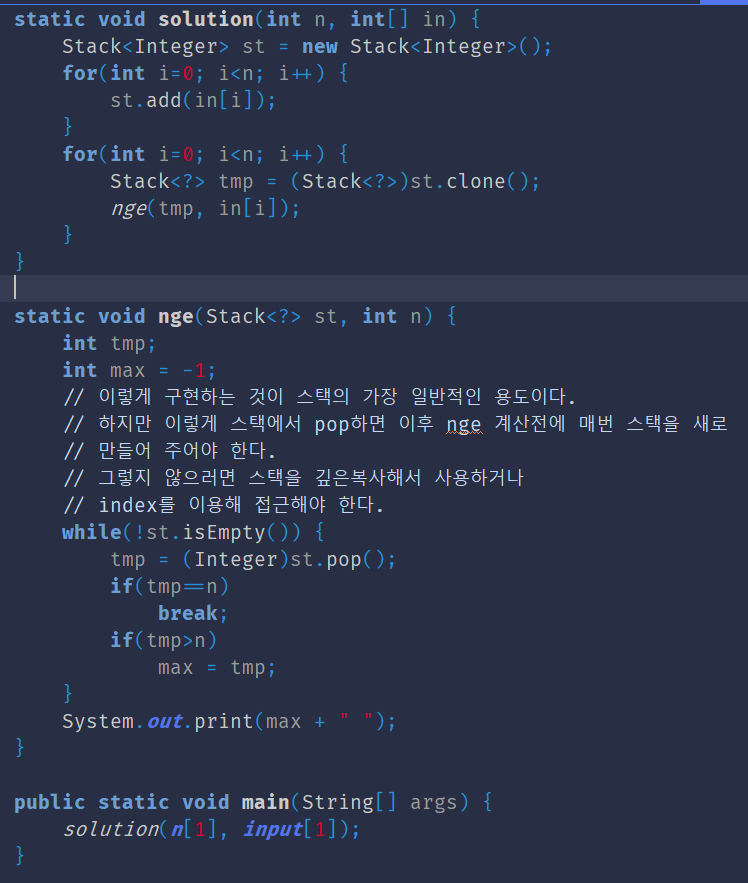 static void solution(int n, int[] in) {
    Stack<Integer> st = new Stack<Integer>();
    for(int i=0; i<n; i++) {
        st.add(in[i]);
    }
    for(int i=0; i<n; i++) {
        Stack<?> tmp = (Stack<?>)st.clone();
        nge(tmp, in[i]);
    }
}
static void nge(Stack<?> st, int n) {
    int tmp;
    int max = -1;
    // 이렇게 구현하는 것이 스택의 가장 일반적인 용도이다.
    // 하지만 이렇게 스택에서 pop하면 이후 nge 계산전에 매번 스택을 새로
    // 만들어 주어야 한다.
    // 그렇지 않으러면 스택을 깊은복사해서 사용하거나
    // index를 이용해 접근해야 한다.
    while(!st.isEmpty()) {
        tmp = (Integer)st.pop();
        if(tmp==n)
            break;
        if(tmp>n)
            max = tmp;
    }
    System.out.print(max + " ");
}
public static void main(String[] args) {
    solution(n[1], input[1]);
}